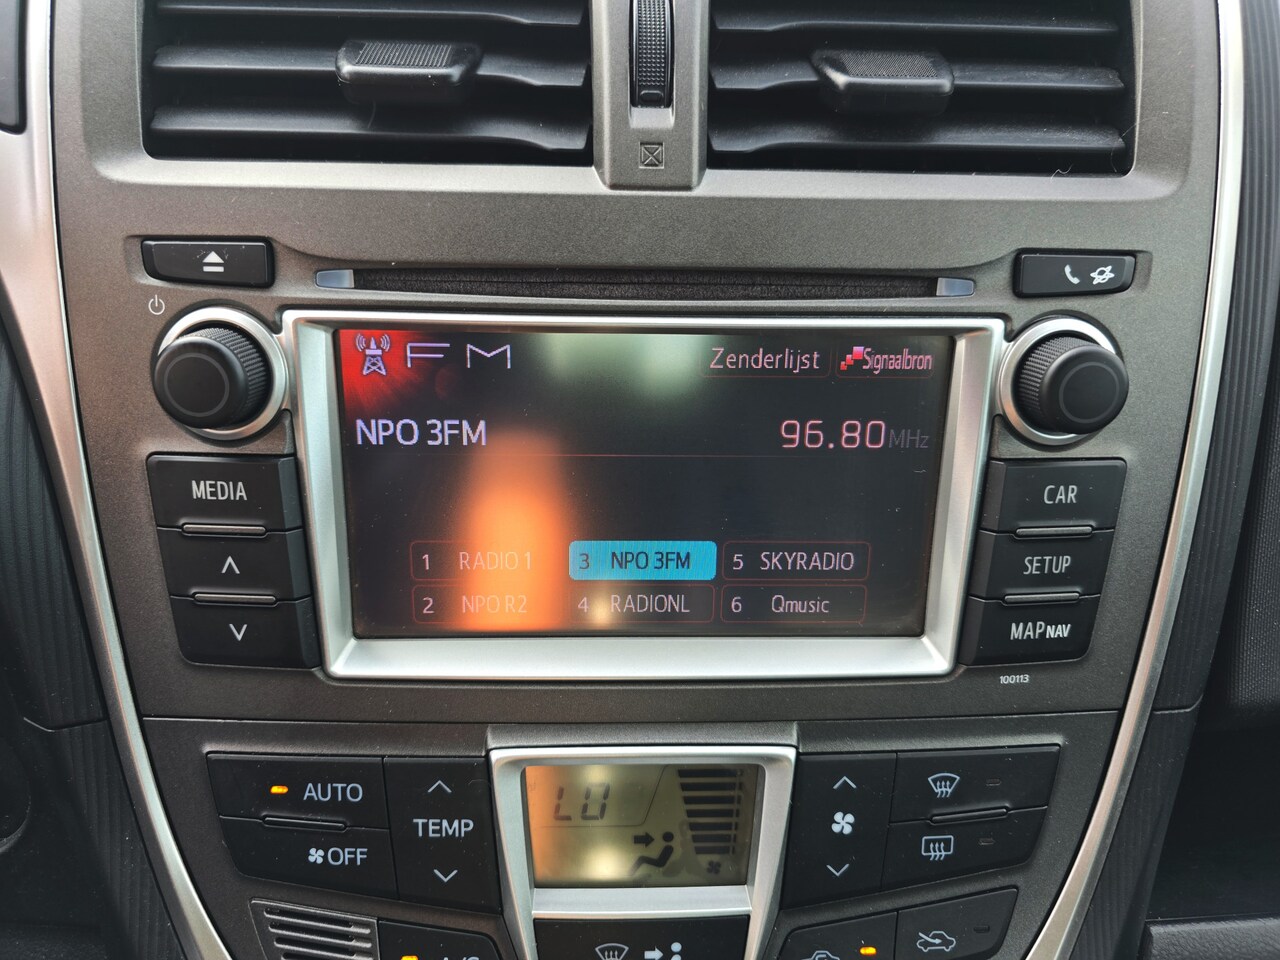 FM Zenderlijst Signaalbron
NPO 3FM 96.80 MHz
MEDIA
CAR
1 RADIO 1 3 NPO 3FM 5 SKYRADIO
SETUP
2 NPO R2 4 RADIONL 6 Qmusic
MAP NAV
100113
AUTO
TEMP
OFF
LO